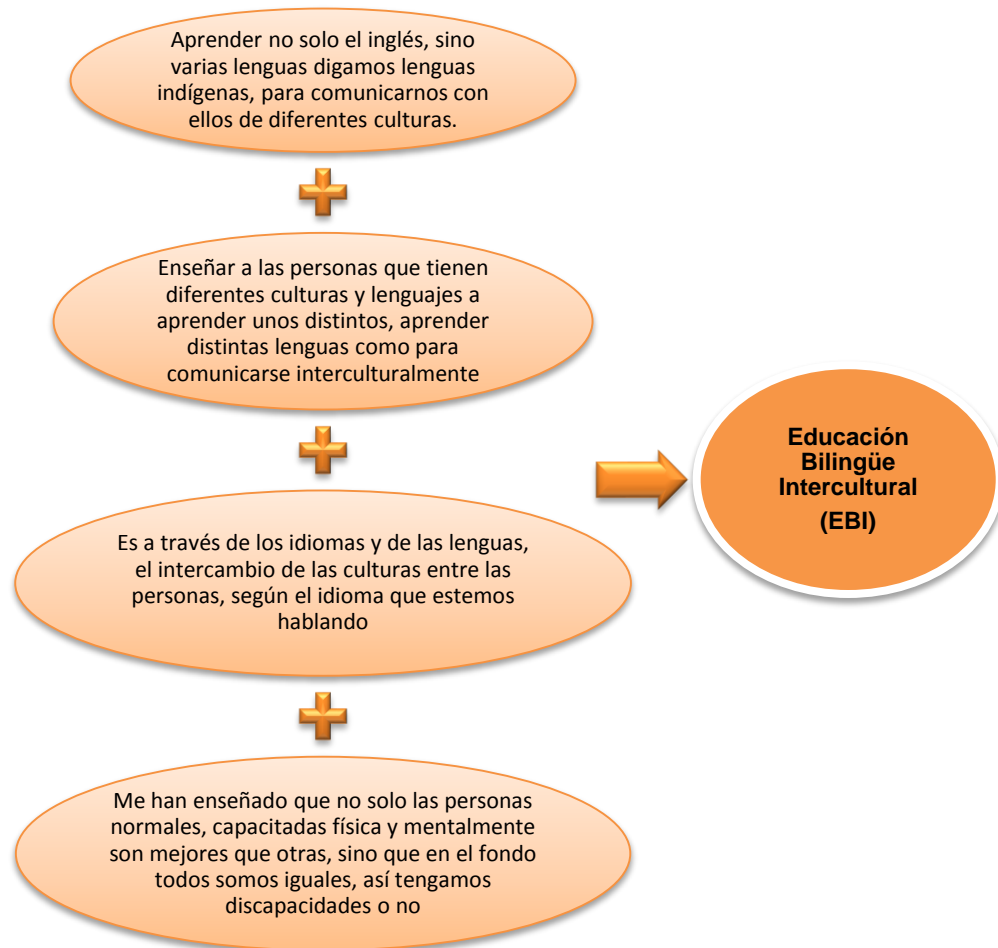 Aprender no solo el inglés, sino
varias lenguas digamos lenguas
indígenas, para comunicarnos con
ellos de diferentes culturas.
Enseñar a las personas que tienen
diferentes culturas y lenguajes a
aprender unos distintos, aprender
distintas lenguas como para
comunicarse interculturalmente
Educación
Bilingüe
Intercultural
(EBI)
Es a través de los idiomas y de las lenguas,
el intercambio de las culturas entre las
personas, según el idioma que estemos
hablando
Me han enseñado que no solo las personas
normales, capacitadas física y mentalmente
son mejores que otras, sino que en el fondo
todos somos iguales, así tengamos
discapacidades o no